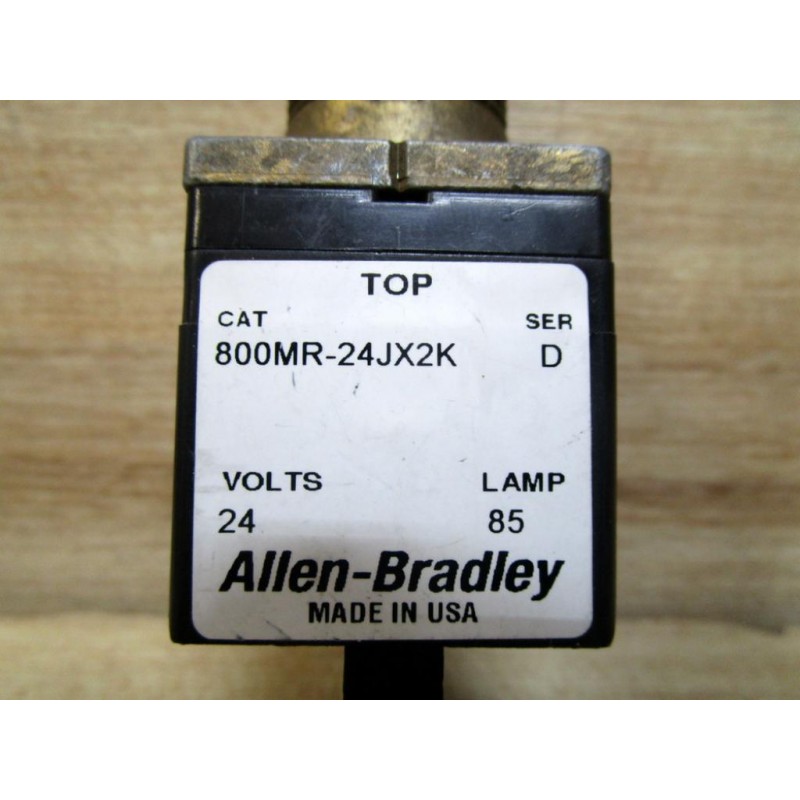 TOP
CAT SER
800MR-24JX2K D
VOLTS LAMP
24 85
Allen-Bradley
MADE IN USA